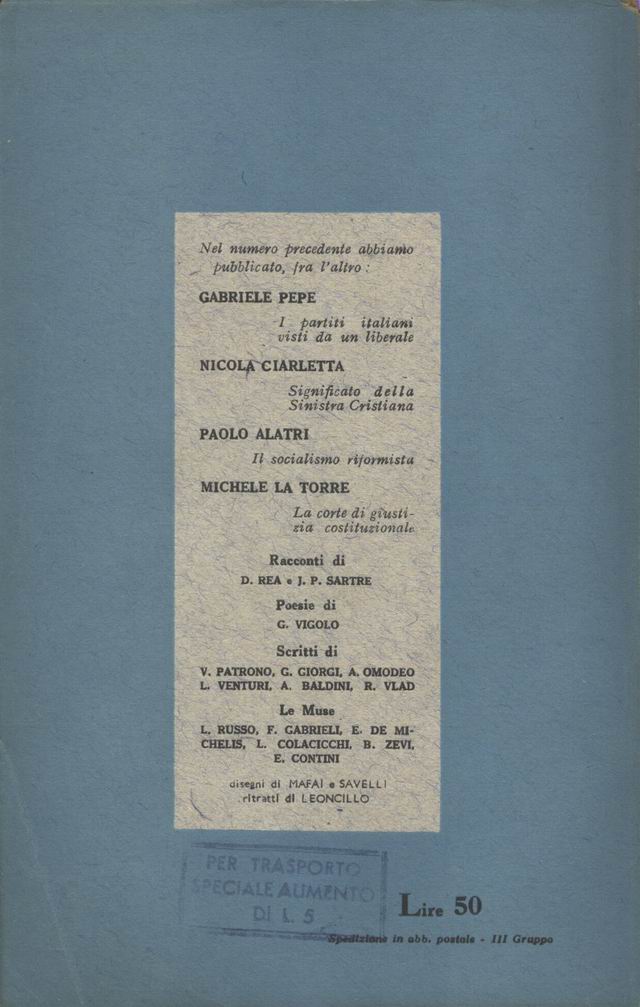 Nel numero precedente abbiamo
pubblicato, fra l'altro :
GABRIELE PEPE
I partiti italiani
visti da un liberale
NICOLA CIARLETTA
Significato della
Sinistra Cristiana
PAOLO ALATRI
Il socialismo riformista
MICHELE LA TORRE
La corte di giusti-
zia costituzionale
Racconti di
D. REA e J. P. SARTRE
Poesie di
G. VIGOLO
Scritti di
V. PATRONO, G. GIORGI, A. OMODEO
L. VENTURI, A. BALDINI, R. VLAD
Le Muse
L. RUSSO, F. GABRIELI, E. DE MI-
CHELIS, L. COLACICCHI, B. ZEVI,
E. CONTINI
disegni di MAFAI e SAVELLI
ritratti di LEONCILLO
PER TRASPORTO
SPECIALE AUMENTO
DI L. 5
Lire 50
Spedizione in abb. postale - III Gruppo